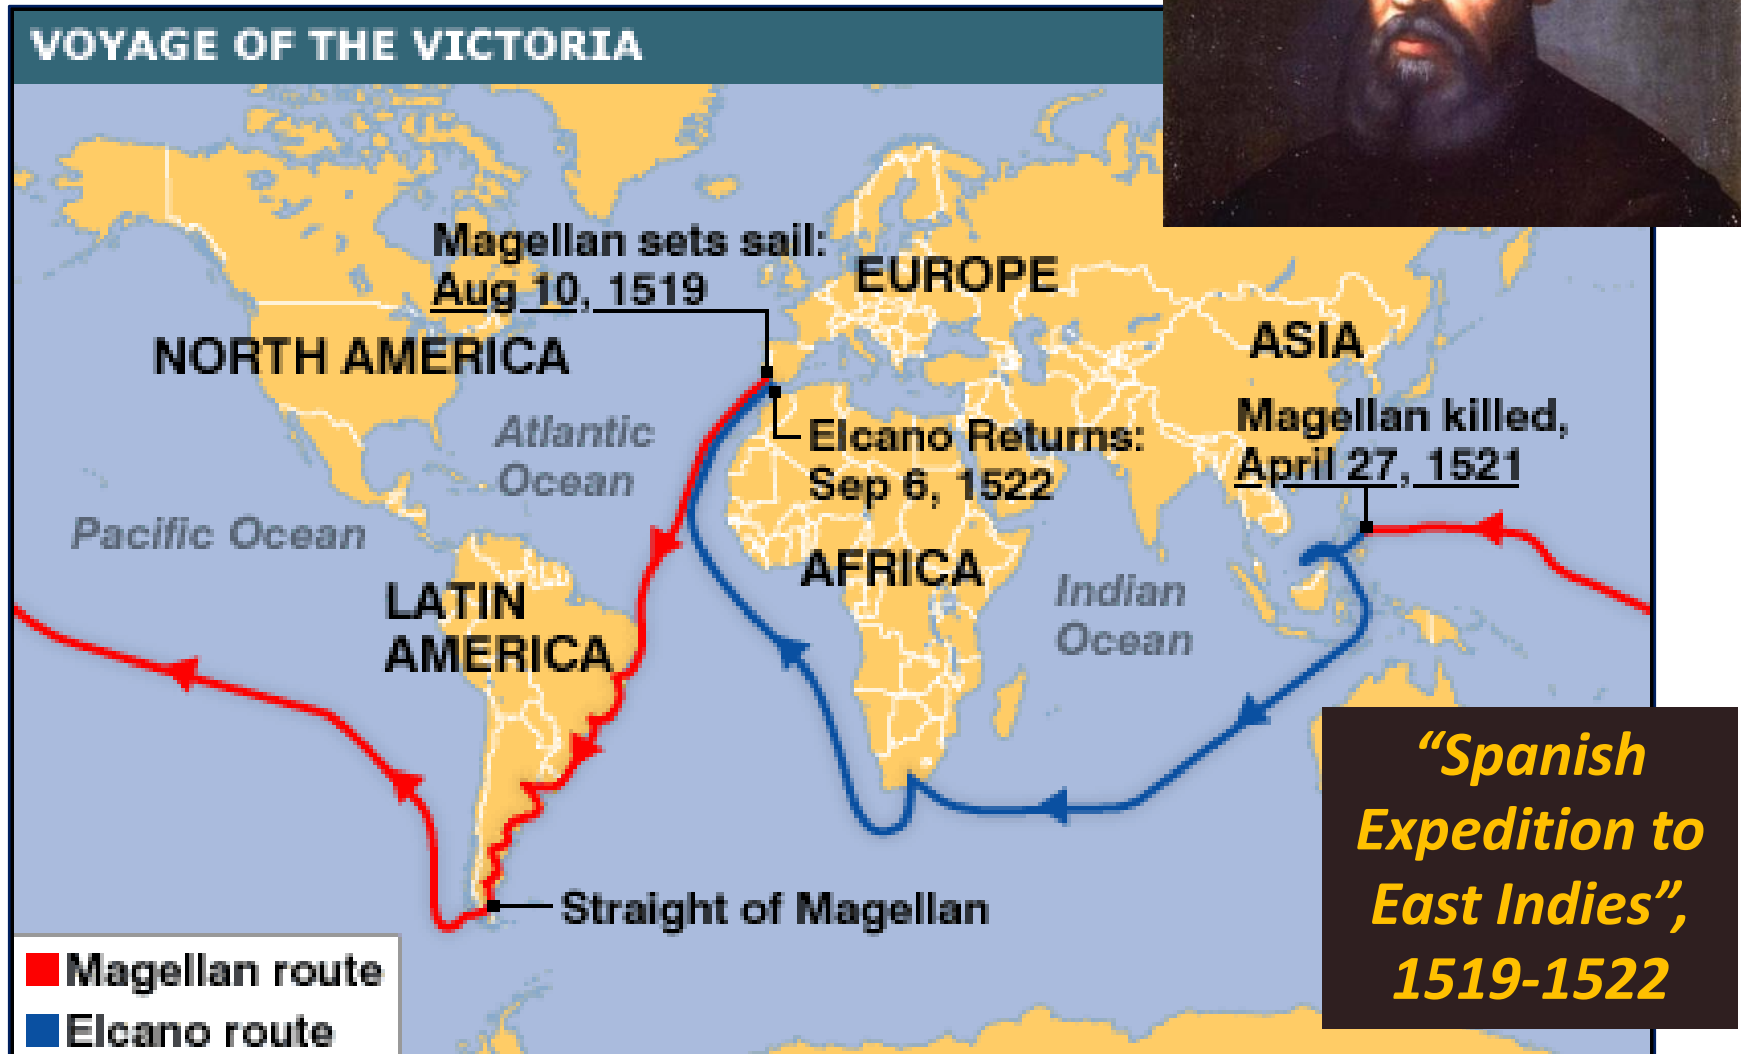 VOYAGE OF THE VICTORIA
Magellan sets sail:
Aug 10, 1519
EUROPE
NORTH AMERICA
ASIA
Atlantic
Ocean
Elcano Returns:
Sep 6, 1522
Magellan killed,
April 27, 1521
Pacific Ocean
AFRICA
LATIN
AMERICA
Indian
Ocean
“Spanish
Expedition to
East Indies”,
1519-1522
Straight of Magellan
Magellan route
Elcano route